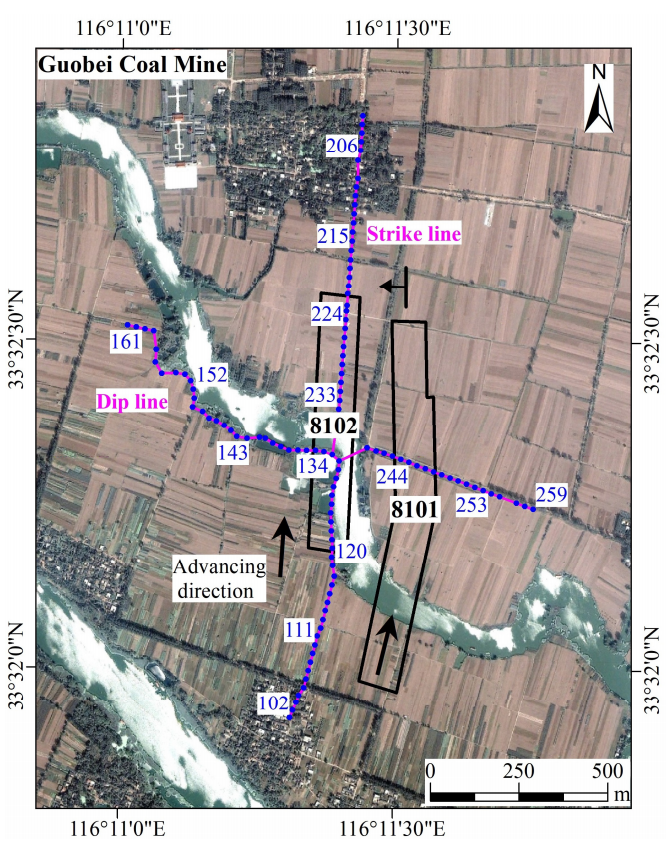 116°11'0"E
116°11'30"E
Guobei Coal Mine
N
206
215
Strike line
224
33°32'30"N
33°32'30"N
161
152
Dip line
233
8102
143
134
244
253
259
8101
120
Advancing
direction
111
33°32'0"N
33°32'0"N
102
0
250
500
m
116°11'0"E
116°11'30"E